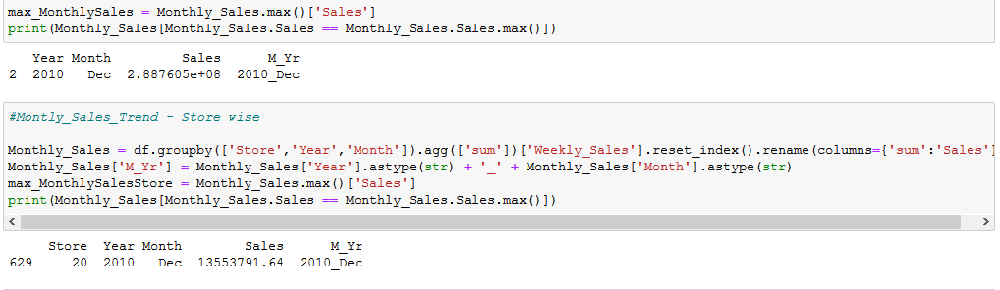 max_MonthlySales = Monthly_Sales.max()['Sales']
print(Monthly_Sales[Monthly_Sales.Sales == Monthly_Sales.Sales.max()])
Year Month Sales M_Yr
2 2010 Dec 2.887605e+08 2010_Dec
#Montly_Sales_Trend - Store wise
Monthly_Sales = df.groupby(['Store','Year','Month']).agg(['sum'])['Weekly_Sales'].reset_index().rename(columns={'sum':'Sales'}
Monthly_Sales['M_Yr'] = Monthly_Sales['Year'].astype(str) + '_' + Monthly_Sales['Month'].astype(str)
max_MonthlySalesStore = Monthly_Sales.max()['Sales']
print(Monthly_Sales[Monthly_Sales.Sales == Monthly_Sales.Sales.max()])
Store Year Month Sales M_Yr
629 20 2010 Dec 13553791.64 2010_Dec